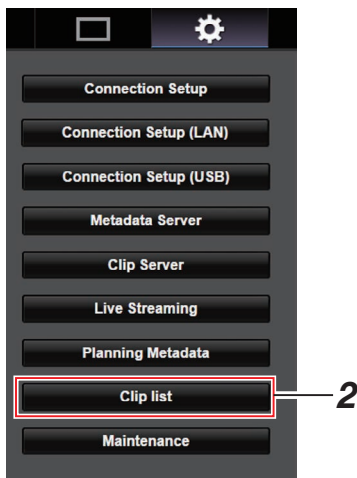 Connection Setup
Connection Setup (LAN)
Connection Setup (USB)
Metadata Server
Clip Server
Live Streaming
Planning Metadata
Clip list
2
Maintenance